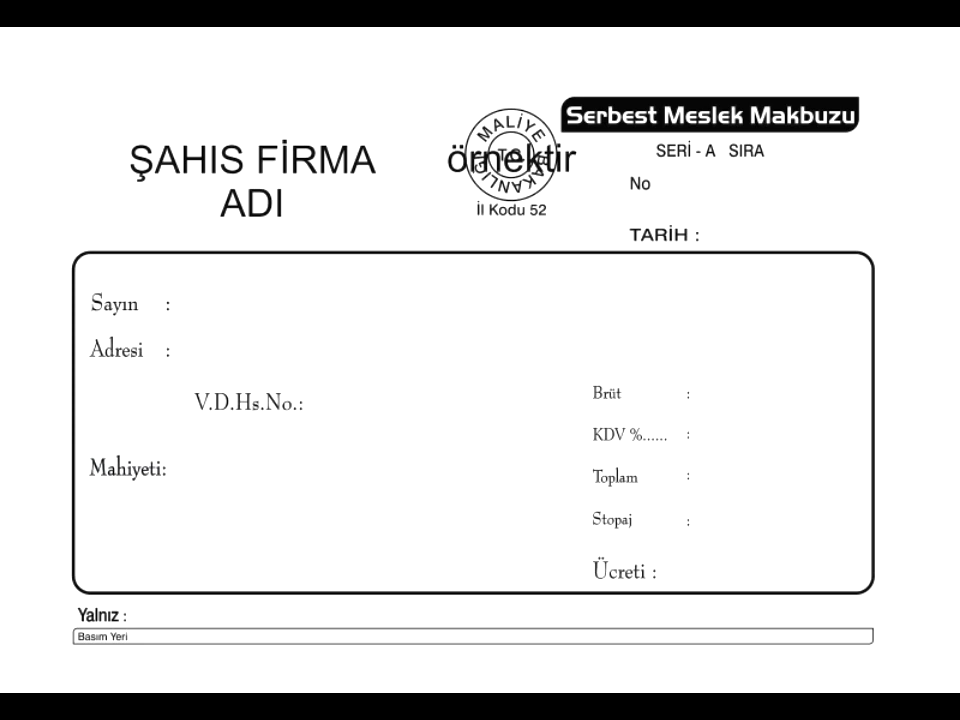 Serbest Meslek Makbuzu
ŞAHIS FİRMA
ADI
örnektir
MALİYE BAKANLIĞI
T.C.
İl Kodu 52
SERİ - A SIRA
No
TARİH :
Sayın :
Adresi :
V.D.Hs.No.:
Mahiyeti:
Brüt :
KDV %...... :
Toplam :
Stopaj :
Ücreti :
Yalnız :
Basım Yeri